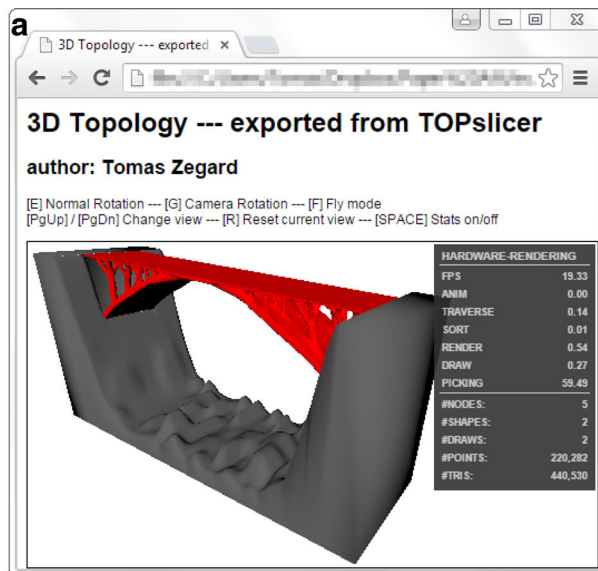 a
3D Topology --- exported
3D Topology --- exported from TOPslicer
author: Tomas Zegard
[E] Normal Rotation --- [G] Camera Rotation --- [F] Fly mode
[PgUp] / [PgDn] Change view --- [R] Reset current view --- [SPACE] Stats on/off
HARDWARE-RENDERING
FPS 19.33
ANIM 0.00
TRAVERSE 0.14
SORT 0.01
RENDER 0.54
DRAW 0.27
PICKING 59.49
#NODES: 5
#SHAPES: 2
#DRAWS: 2
#POINTS: 220,282
#TRIS: 440,530